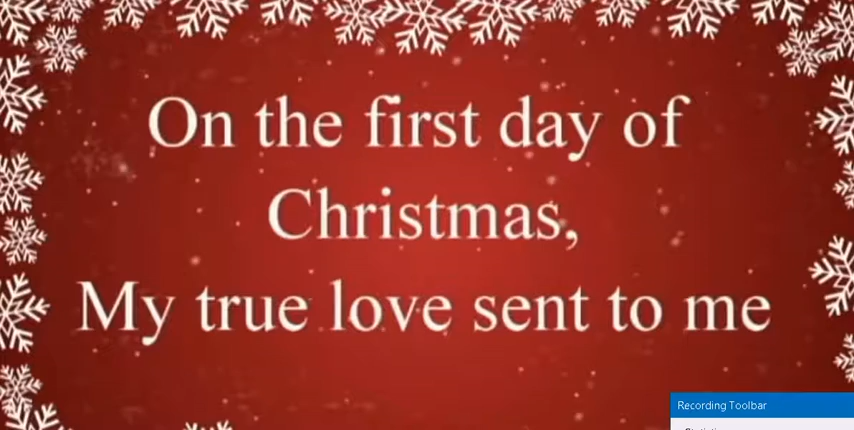 On the first day of
Christmas,
My true love sent to me
Recording Toolbar